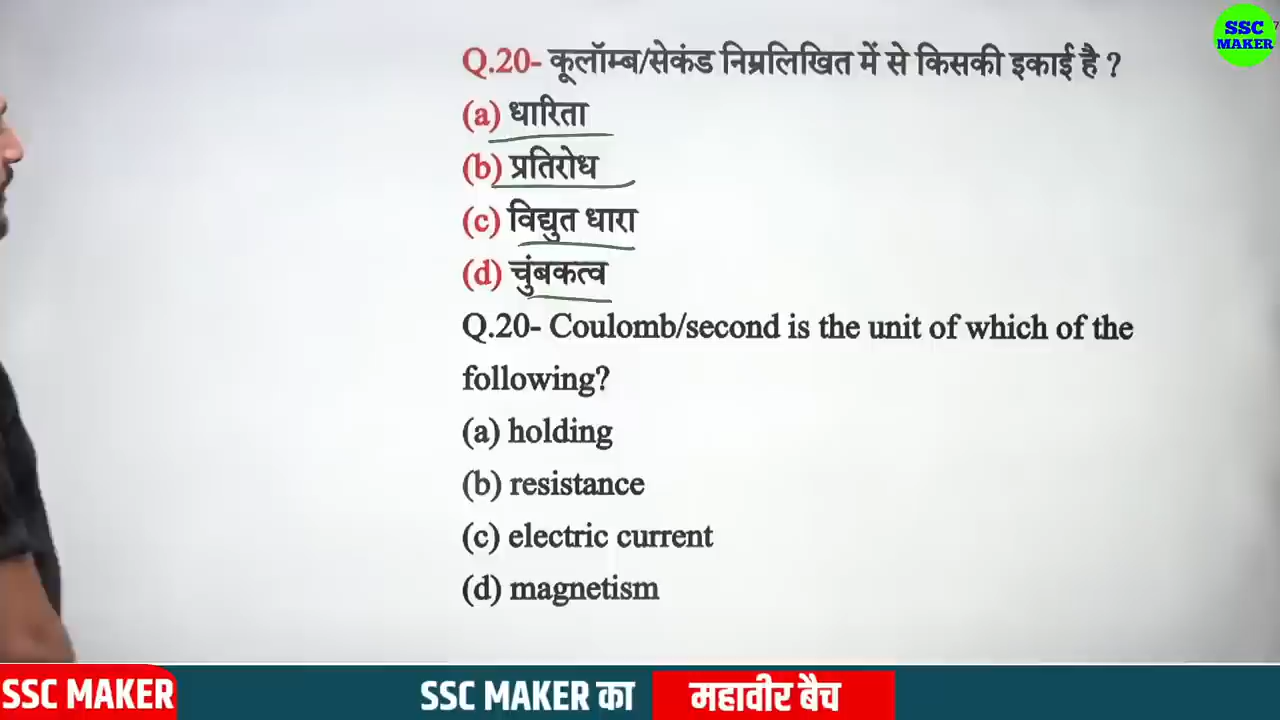 SSC
MAKER
7
Q.20- कूलॉम्ब/सेकंड निम्नलिखित में से किसकी इकाई है ?
(a) धारिता
(b) प्रतिरोध
(c) विद्युत धारा
(d) चुंबकत्व
Q.20- Coulomb/second is the unit of which of the
following?
(a) holding
(b) resistance
(c) electric current
(d) magnetism
SSC MAKER
SSC MAKER का महावीर बैच